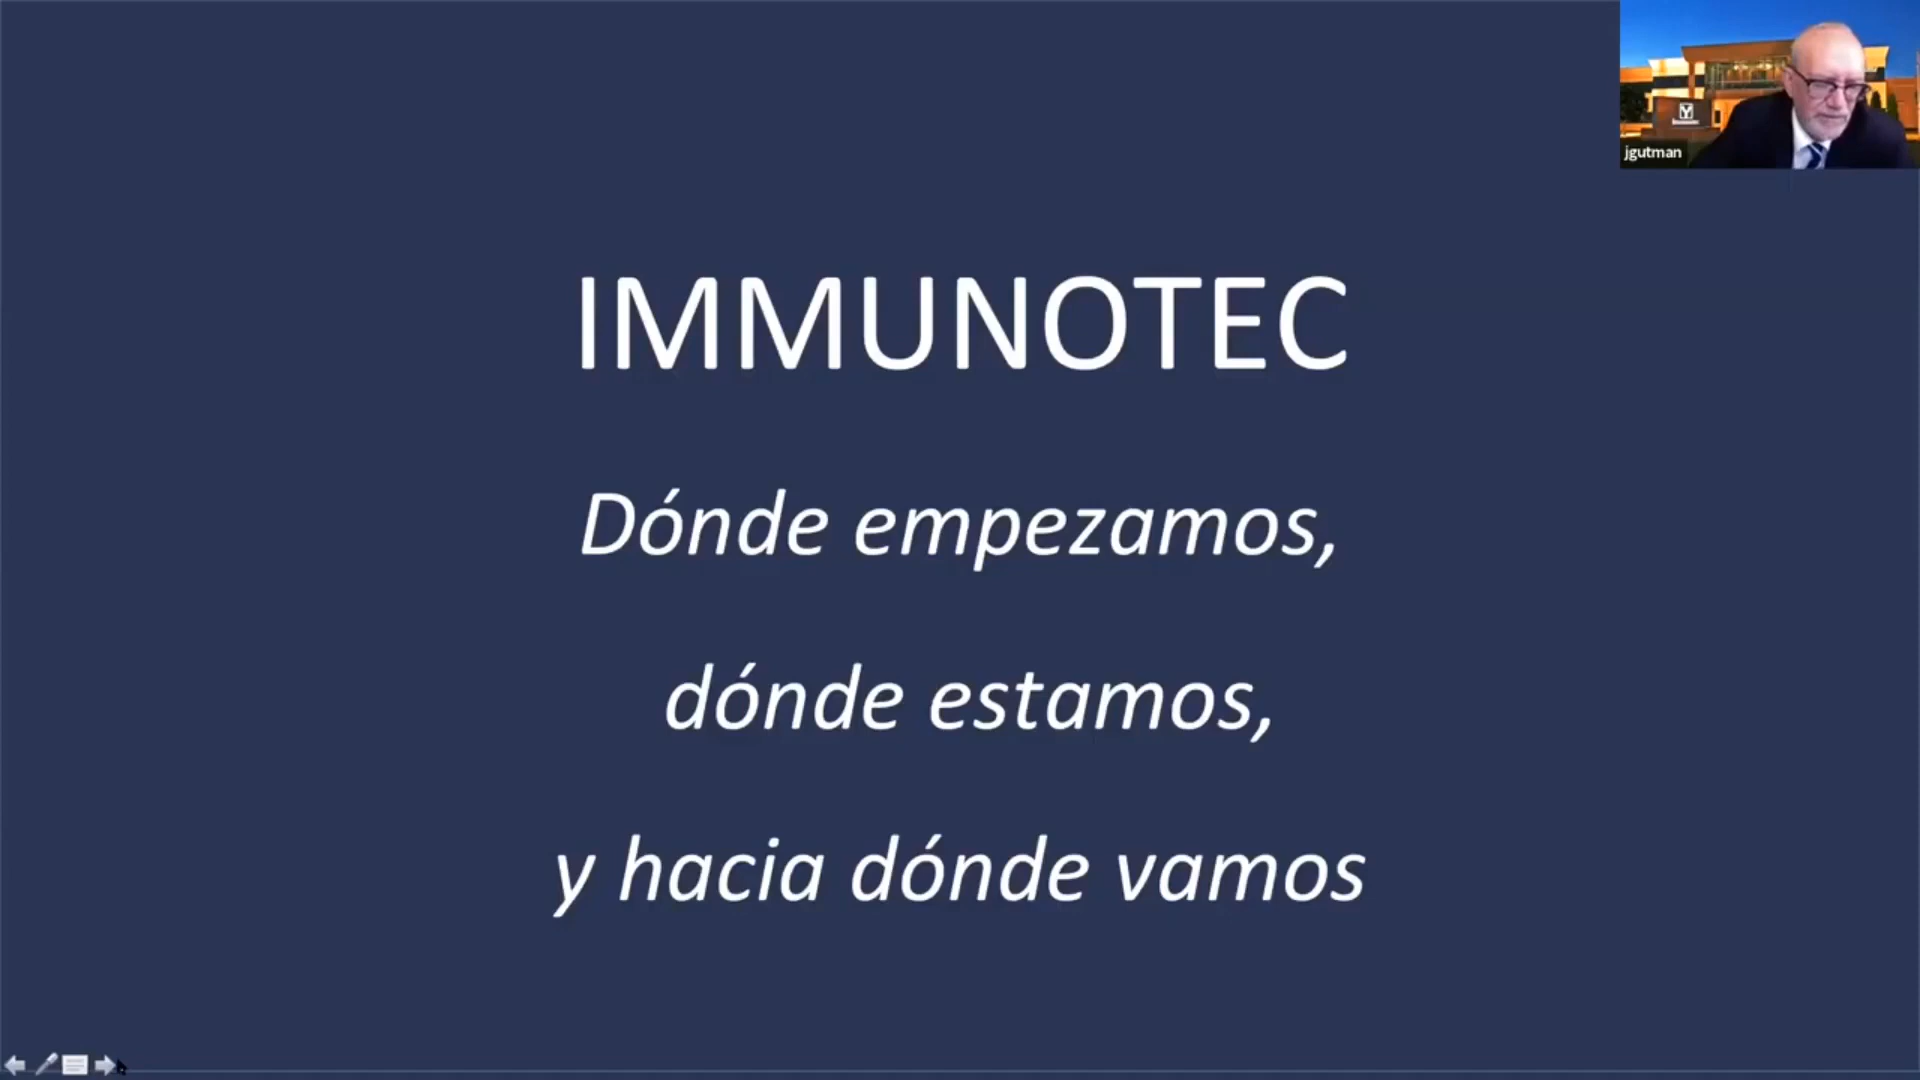 jgutman
IMMUNOTEC
Dónde empezamos,
dónde estamos,
y hacia dónde vamos